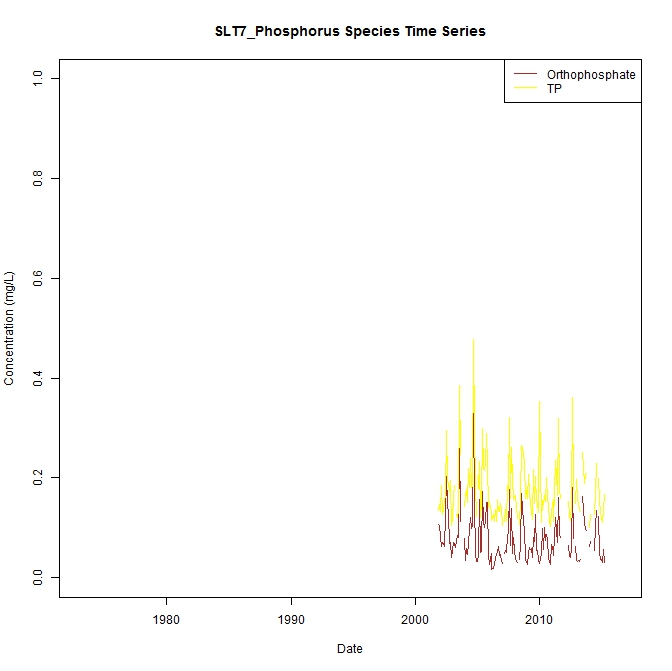 SLT7_Phosphorus Species Time Series
Orthophosphate
TP
1.0
0.8
0.6
0.4
0.2
0.0
Concentration (mg/L)
1980 1990 2000 2010
Date